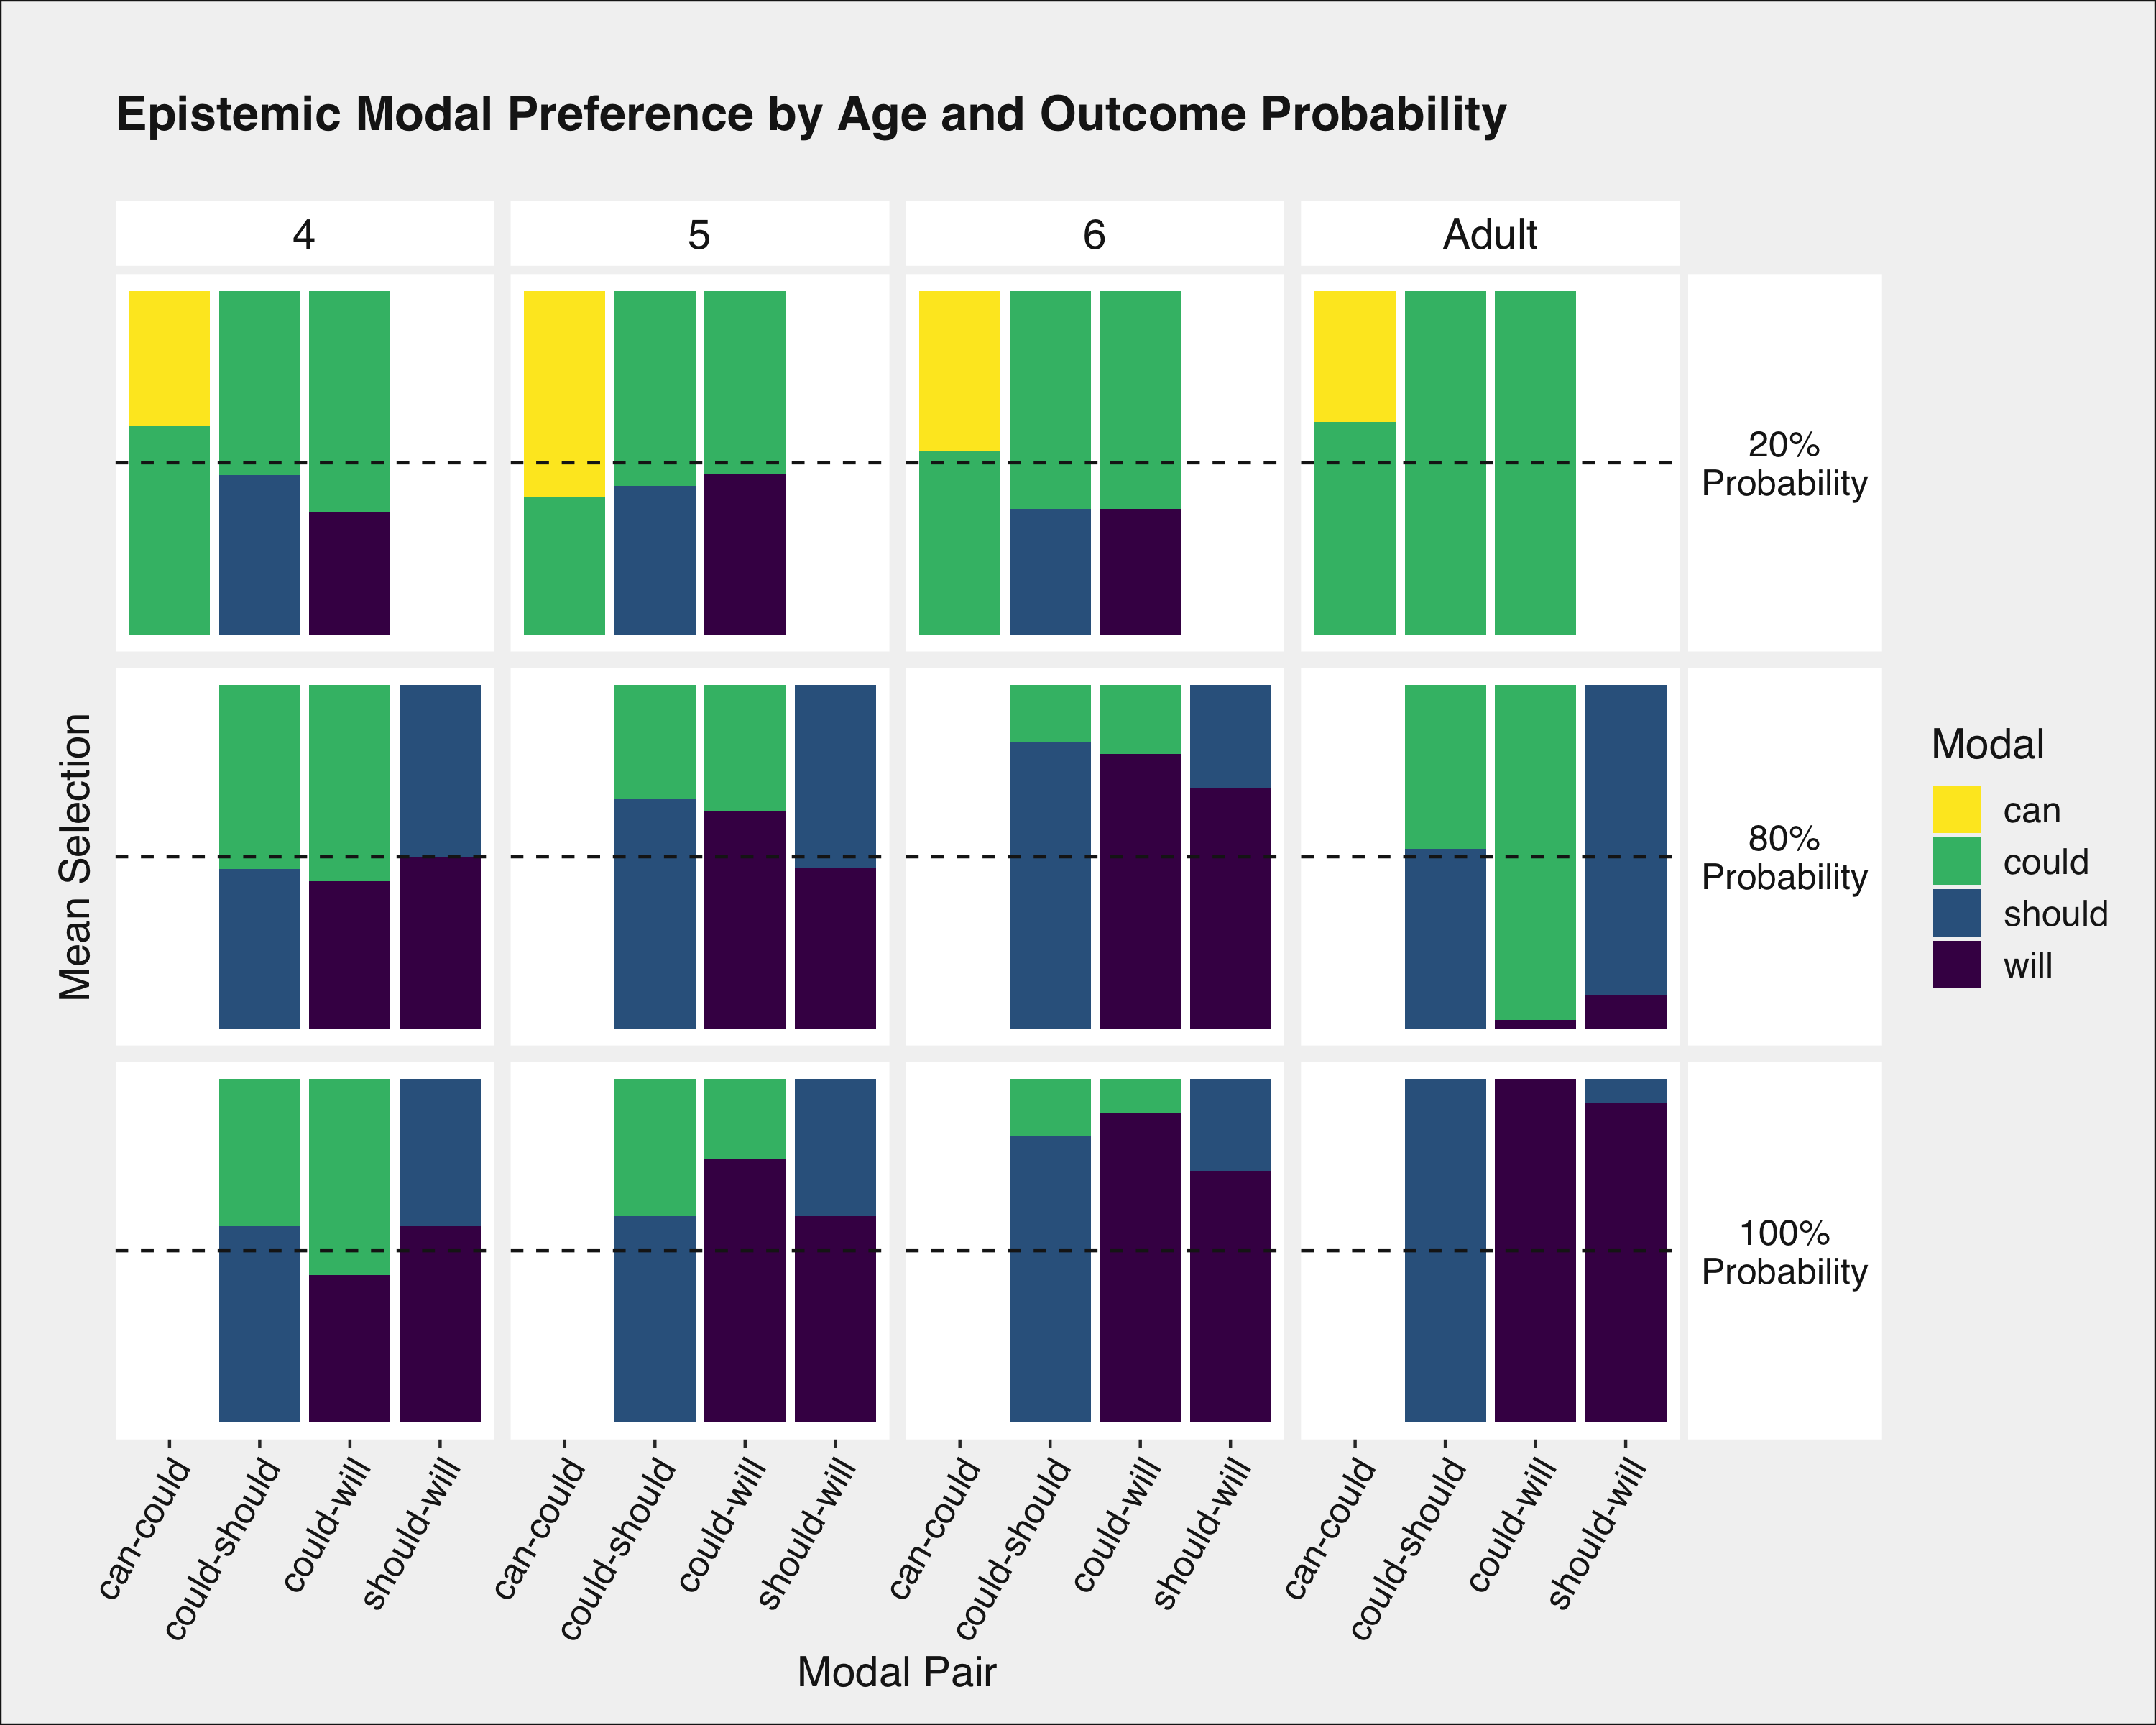 Epistemic Modal Preference by Age and Outcome Probability
4
5
6
Adult
20%
Probability
80%
Probability
100%
Probability
Mean Selection
Modal
can
could
should
will
can-could
could-should
could-will
should-will
can-could
could-should
could-will
should-will
can-could
could-should
could-will
should-will
can-could
could-should
could-will
should-will
Modal Pair